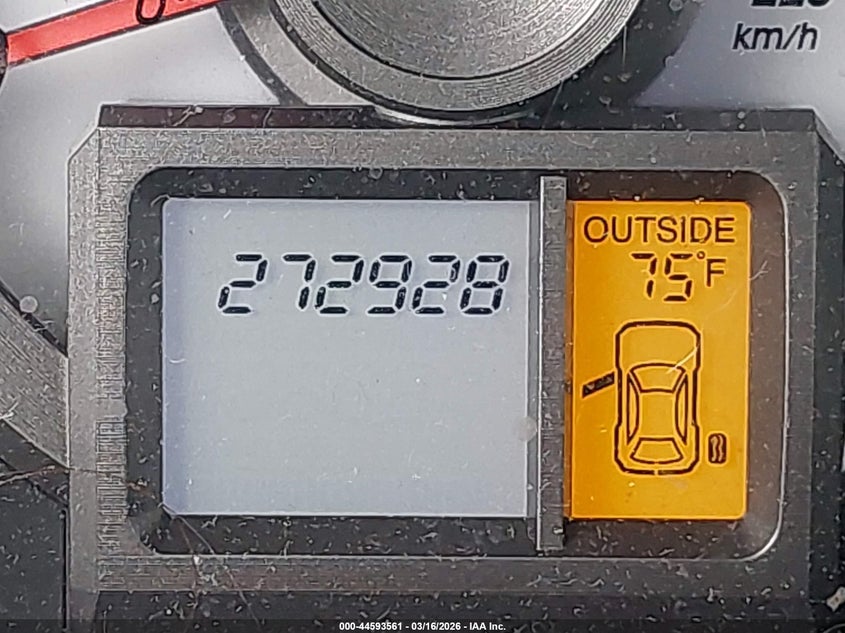 km/h
272928
OUTSIDE
75°F
000-44593561 - 03/16/2026 - IAA Inc.